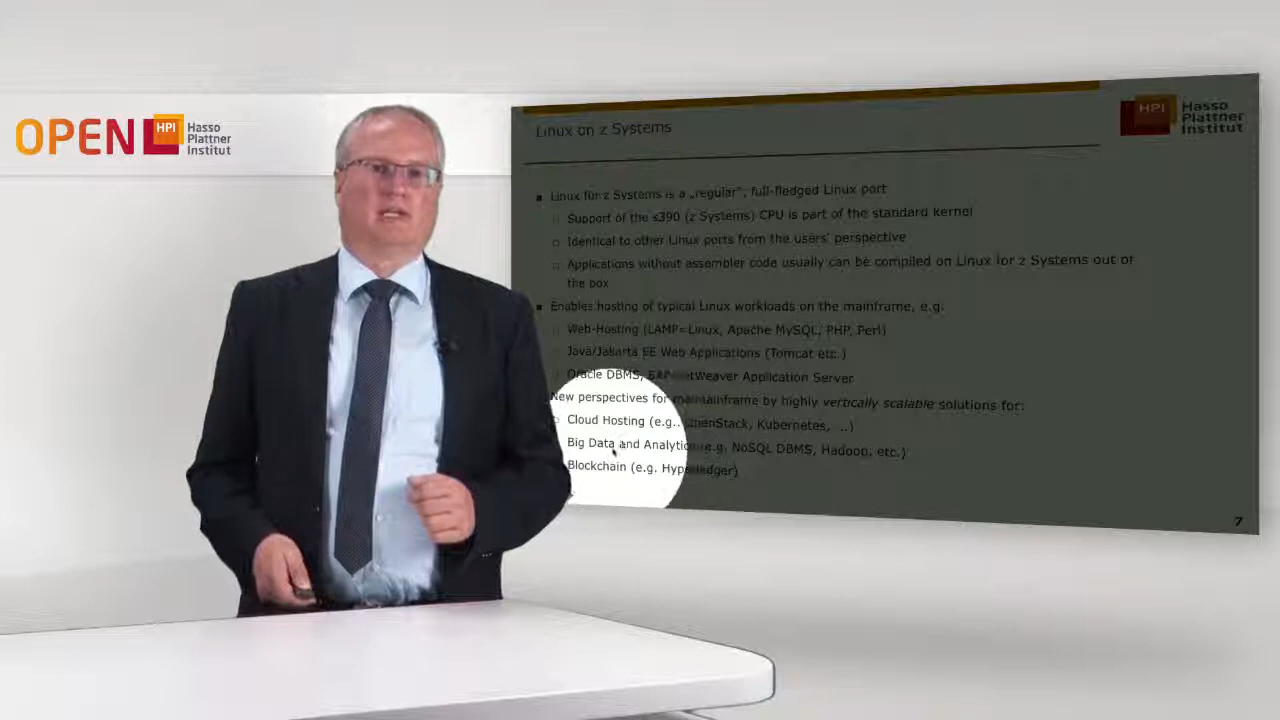 OPEN HPI Hasso
Plattner
Institut
Linux on z Systems
HPI Hasso
Plattner
Institut
Linux for z Systems is a „regular", full-fledged Linux port
Support of the s390 (z Systems) CPU is part of the standard kernel
Identical to other Linux ports from the users' perspective
Applications without assembler code usually can be compiled on Linux for z Systems out of
the box
Enables hosting of typical Linux workloads on the mainframe, e.g.
Web-Hosting (LAMP=Linux, Apache MySQL, PHP, Perl)
Java/Jakarta EE Web Applications (Tomcat etc.)
Oracle DBMS, SAP NetWeaver Application Server
New perspectives for mainframe by highly vertically scalable solutions for:
Cloud Hosting (e.g.. OpenStack, Kubernetes, ...)
Big Data and Analytics (e.g. NoSQL DBMS, Hadoop, etc.)
Blockchain (e.g. Hyperledger)
7